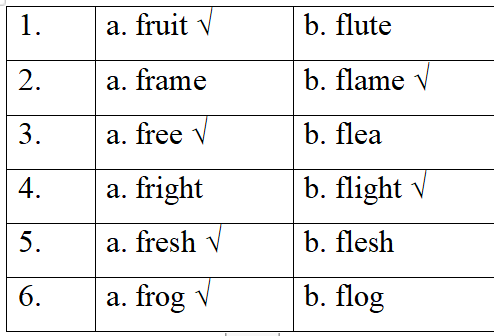 1. a. fruit √ b. flute
2. a. frame b. flame √
3. a. free √ b. flea
4. a. fright b. flight √
5. a. fresh √ b. flesh
6. a. frog √ b. flog